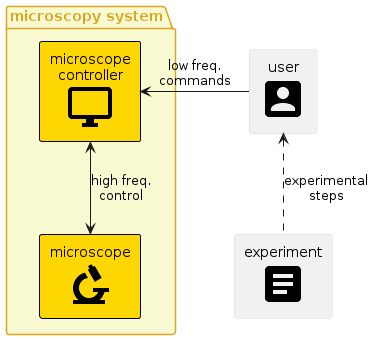 microscopy system
microscope
controller
low freq.
commands
user
high freq.
control
experimental
steps
microscope
experiment